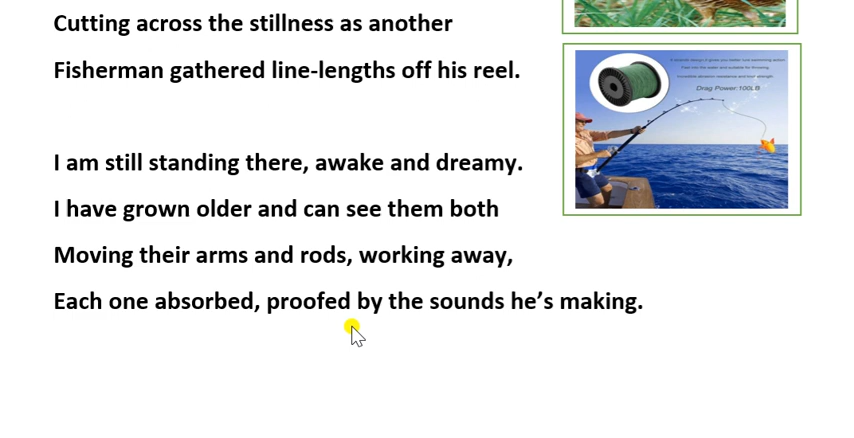 Cutting across the stillness as another
Fisherman gathered line-lengths off his reel.
Drag Power:100LB
I am still standing there, awake and dreamy.
I have grown older and can see them both
Moving their arms and rods, working away,
Each one absorbed, proofed by the sounds he’s making.